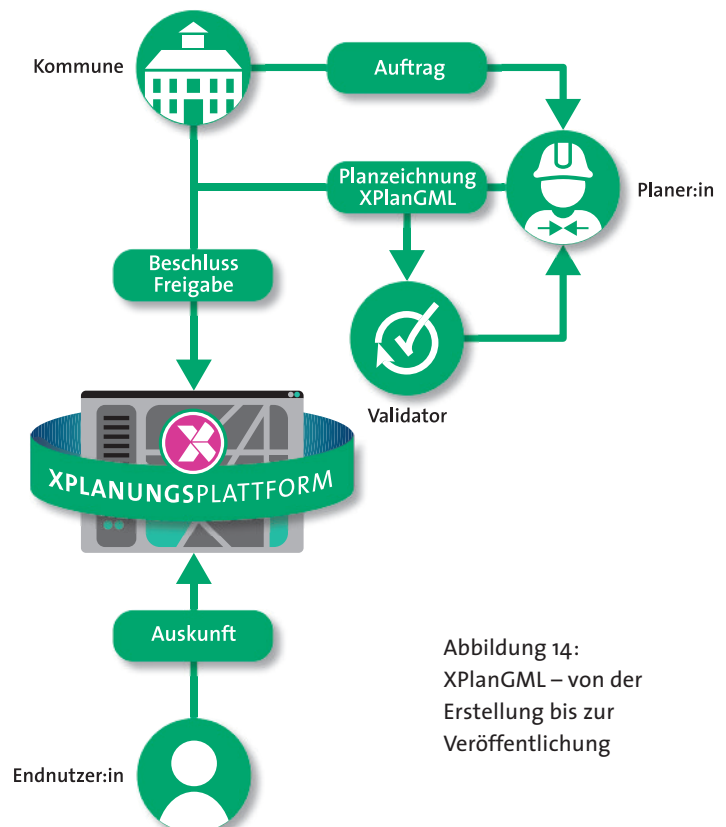 Kommune
Auftrag
Planzeichnung
XPlanGML
Planer:in
Beschluss
Freigabe
Validator
XPLANUNGSPLATTFORM
Auskunft
Abbildung 14:
XPlanGML – von der
Erstellung bis zur
Veröffentlichung
Endnutzer:in